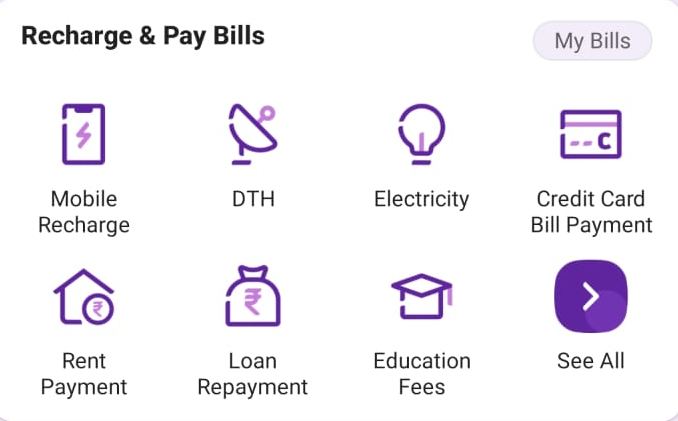 Recharge & Pay Bills
My Bills
Mobile
Recharge
DTH
Electricity
C
Credit Card
Bill Payment
₹
Rent
Payment
₹
Loan
Repayment
Education
Fees
See All